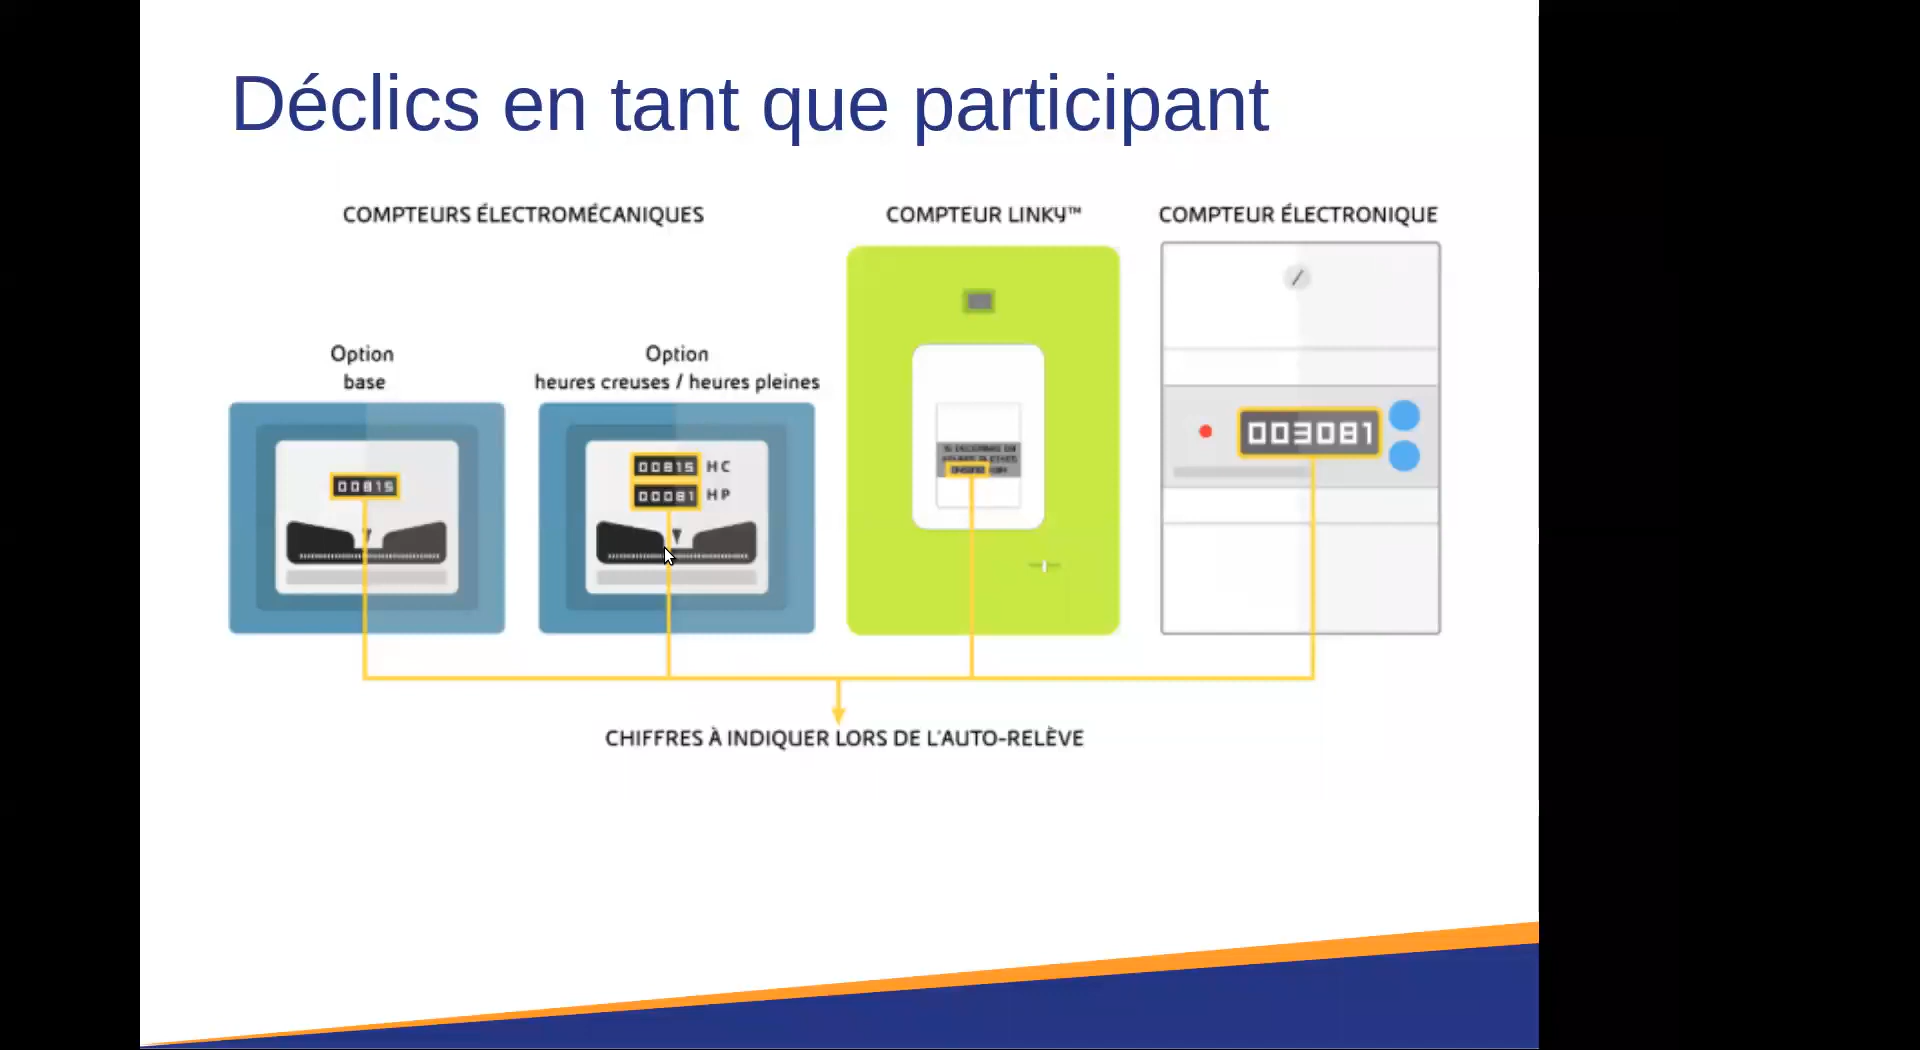 Déclics en tant que participant
COMPTEURS ÉLECTROMÉCANIQUES
COMPTEUR LINKY™
COMPTEUR ÉLECTRONIQUE
Option
base
Option
heures creuses / heures pleines
00815
00815 HC
00081 HP
003081
CHIFFRES À INDIQUER LORS DE L'AUTO-RELÈVE